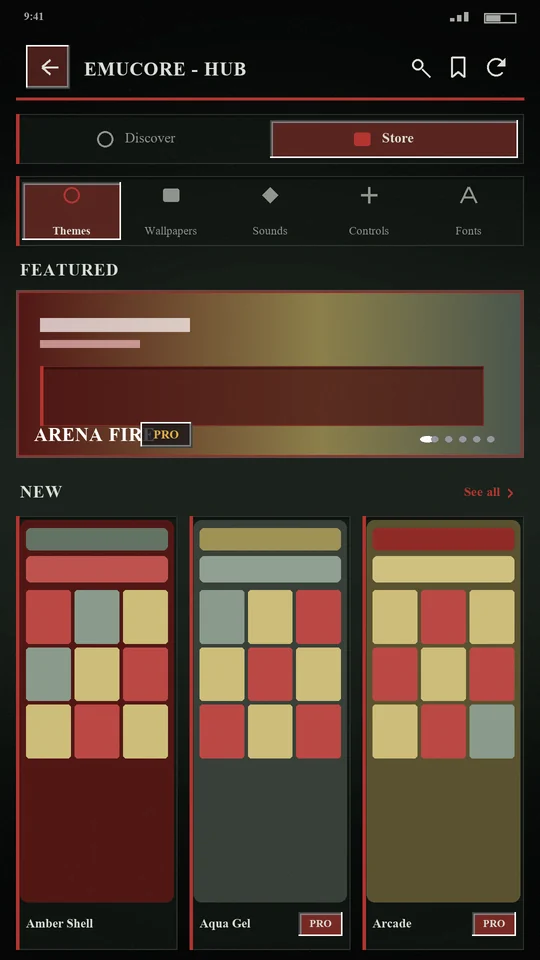 9:41
EMUCORE - HUB
Discover
Store
Themes
Wallpapers
Sounds
Controls
Fonts
FEATURED
ARENA FIRE
PRO
NEW
See all
Amber Shell
Aqua Gel
PRO
Arcade
PRO